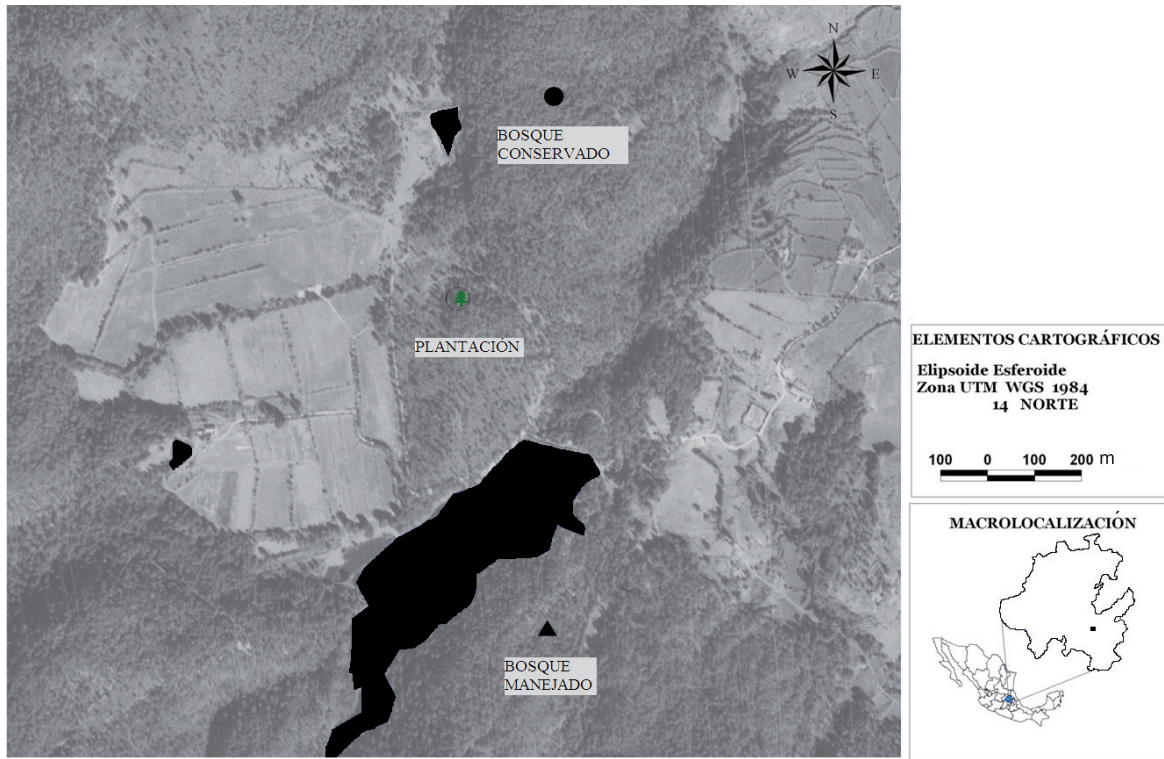 N
W E
S
BOSQUE
CONSERVADO
PLANTACIÓN
BOSQUE
MANEJADO
ELEMENTOS CARTOGRÁFICOS
Elipsoide Esferoide
Zona UTM WGS 1984
14 NORTE
100 0 100 200 m
MACROLOCALIZACIÓN